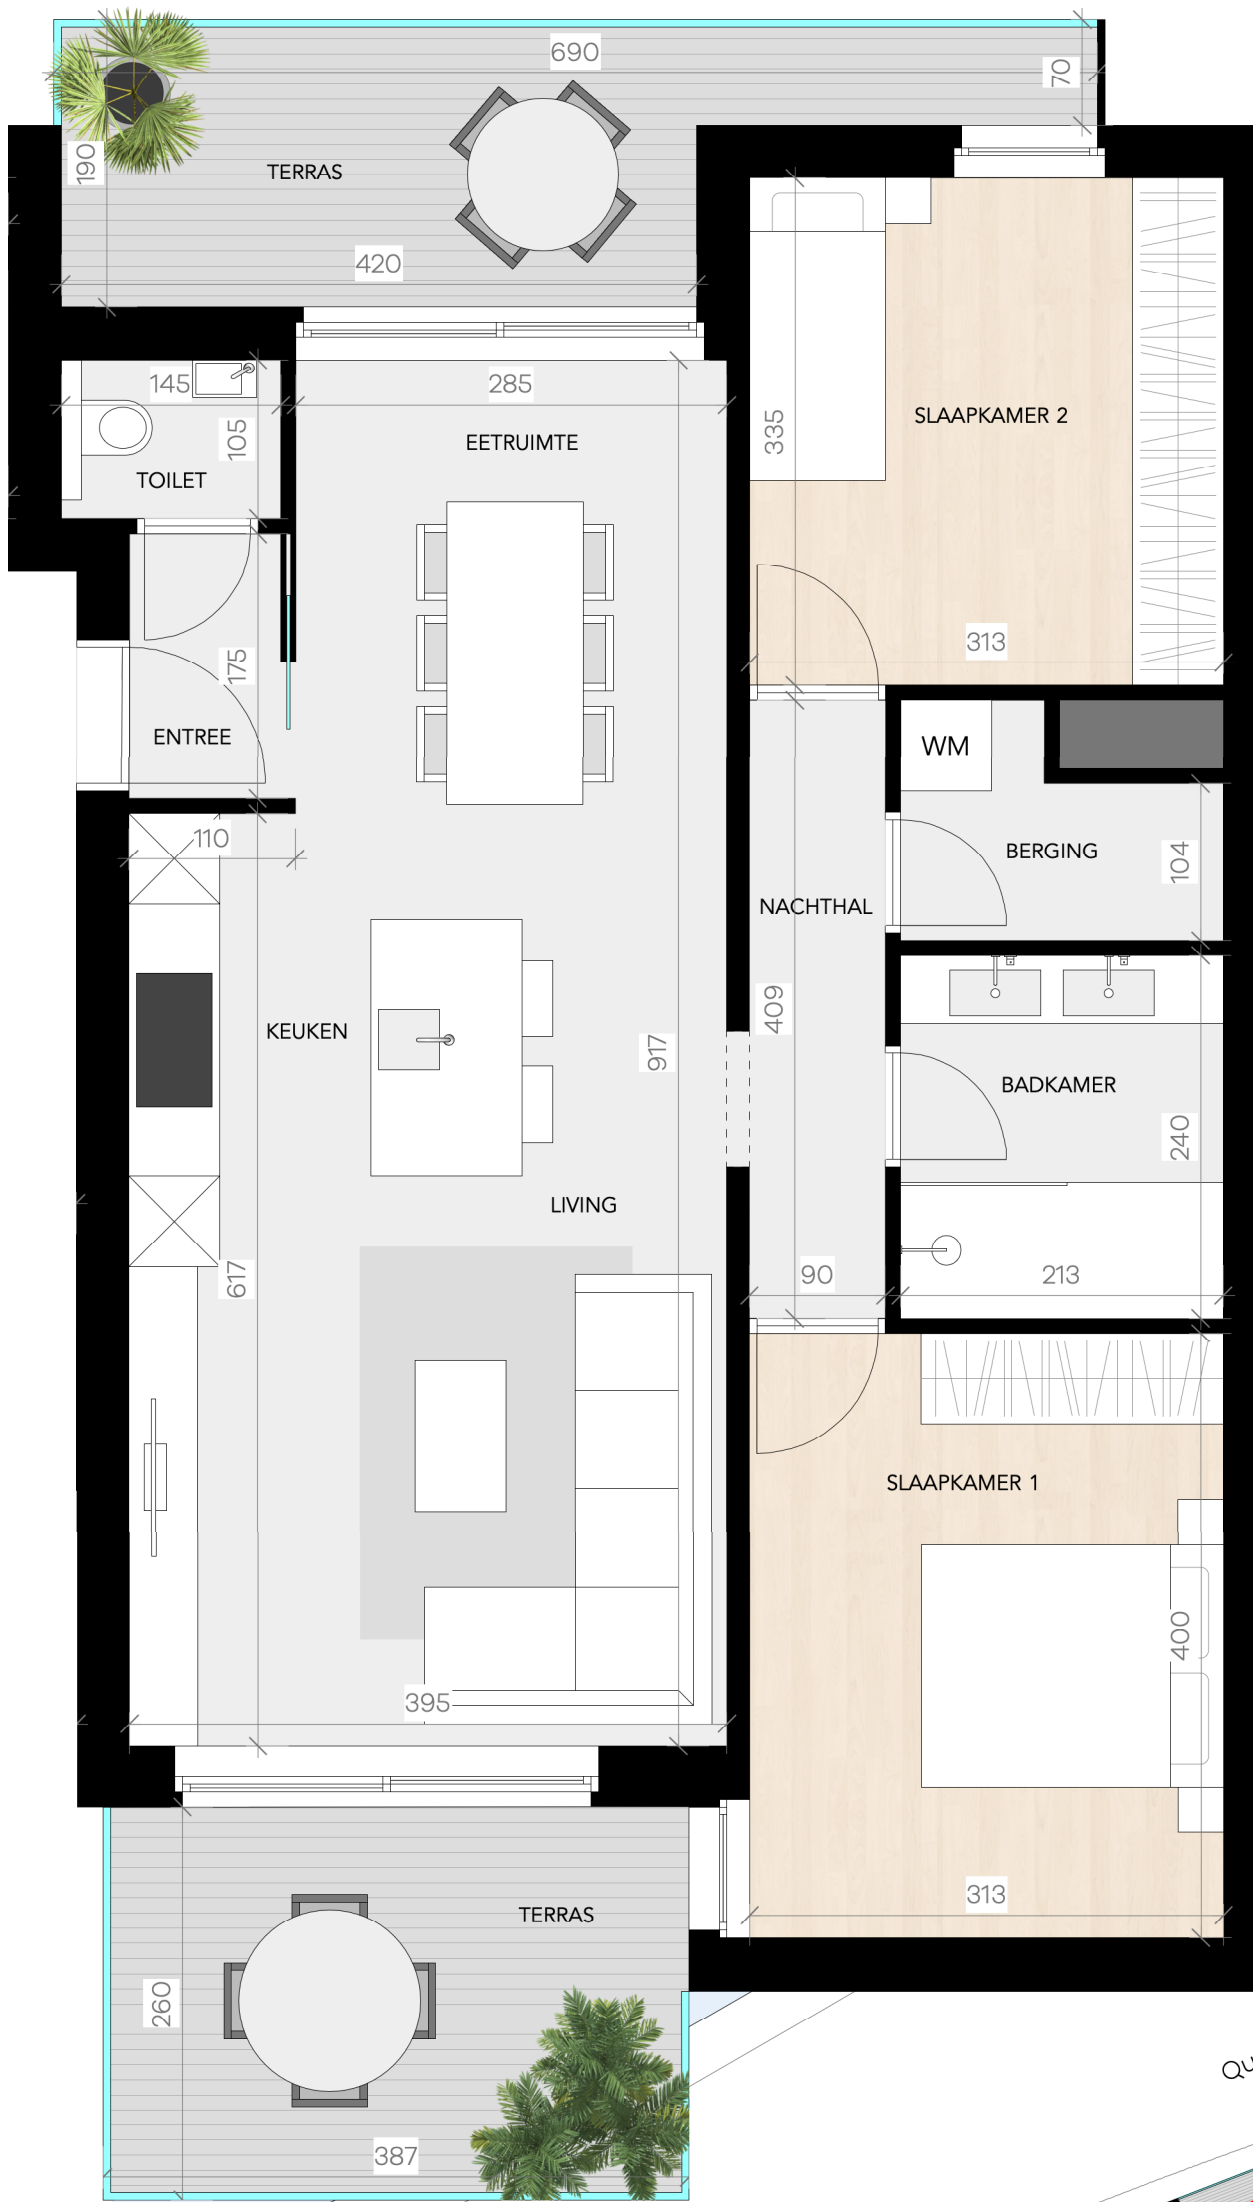 690
70
190
TERRAS
420
145
285
105
335
SLAAPKAMER 2
EETRUIMTE
TOILET
313
175
ENTREE
WM
110
BERGING
104
NACHTHAL
409
KEUKEN
917
BADKAMER
240
LIVING
617
90
213
SLAAPKAMER 1
400
395
313
TERRAS
260
387
Qu